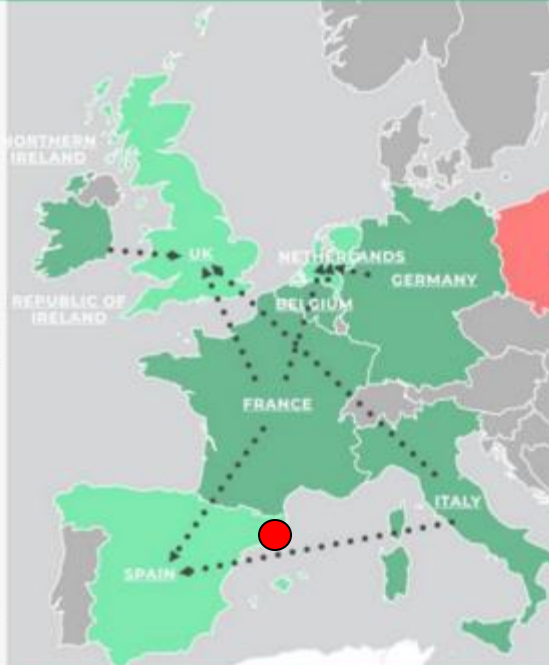 NORTHERN
IRELAND
UK
NETHERLANDS
GERMANY
BELGIUM
REPUBLIC OF
IRELAND
FRANCE
ITALY
SPAIN